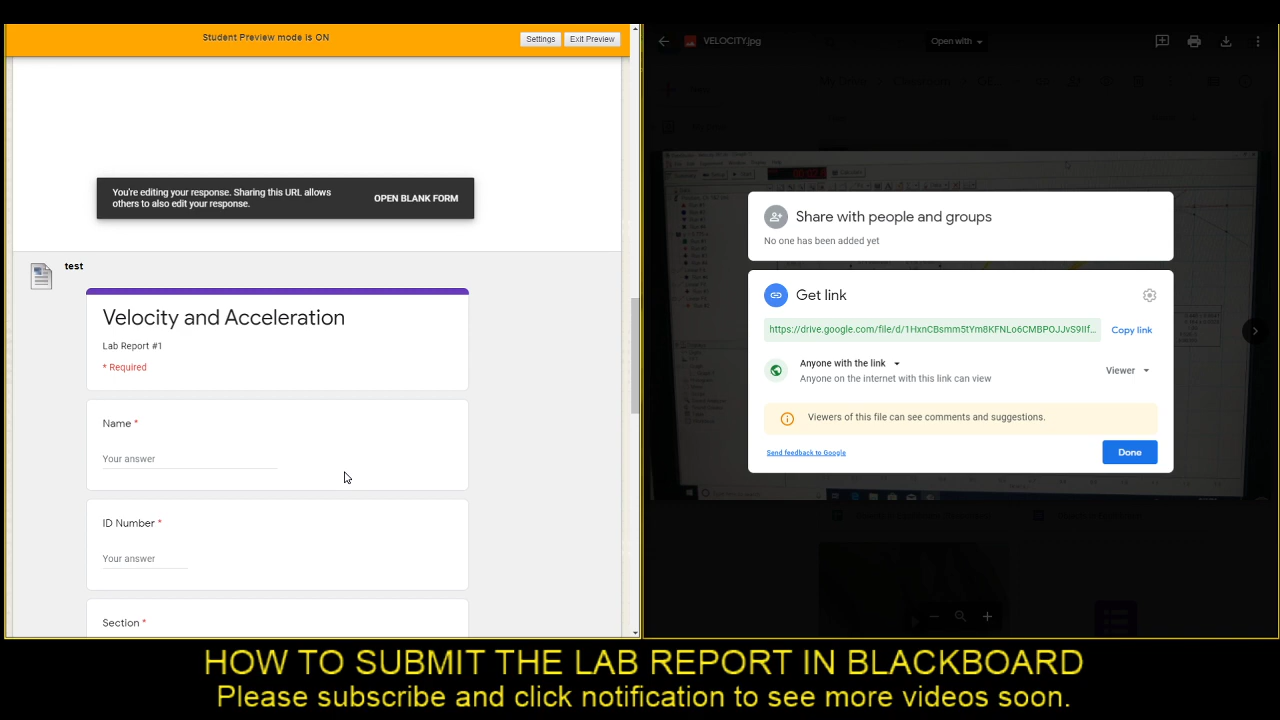 Student Preview mode is ON
Settings
Exit Preview
You're editing your response. Sharing this URL allows
others to also edit your response.
OPEN BLANK FORM
test
Velocity and Acceleration
Lab Report #1
* Required
Name *
Your answer
ID Number *
Your answer
Section *
VELOCITY.jpg
Open with
Share with people and groups
No one has been added yet
Get link
https://drive.google.com/file/d/1HxnCBsmm5tYm8KFNLo6CMBPOJJvS9IIf...
Copy link
Anyone with the link
Anyone on the internet with this link can view
Viewer
Viewers of this file can see comments and suggestions.
Send feedback to Google
Done
HOW TO SUBMIT THE LAB REPORT IN BLACKBOARD
Please subscribe and click notification to see more videos soon.